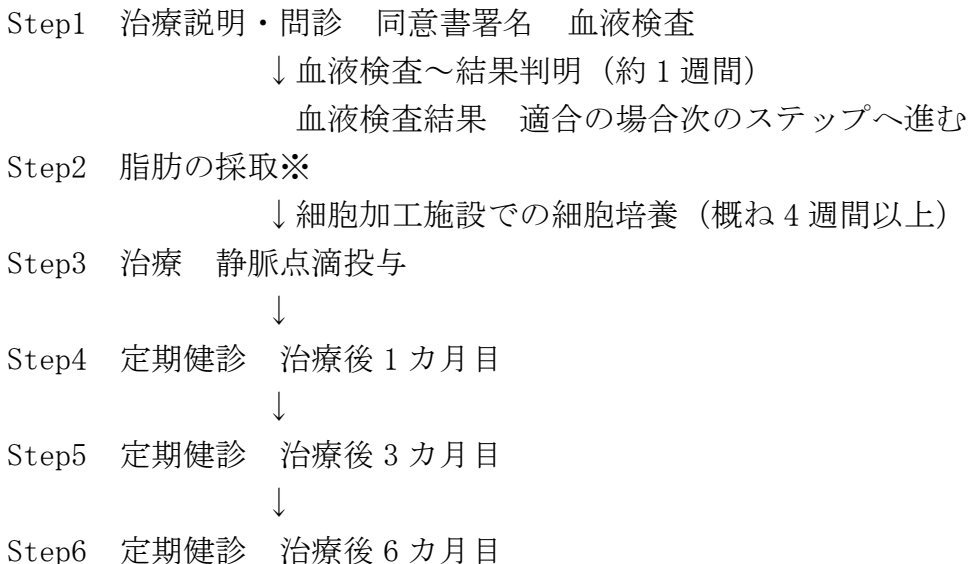 Step1　治療説明・問診　同意書署名　血液検査
↓血液検査～結果判明（約1週間）
血液検査結果　適合の場合次のステップへ進む
Step2　脂肪の採取※
↓細胞加工施設での細胞培養（概ね4週間以上）
Step3　治療　静脈点滴投与
↓
Step4　定期健診　治療後1カ月目
↓
Step5　定期健診　治療後3カ月目
↓
Step6　定期健診　治療後6カ月目